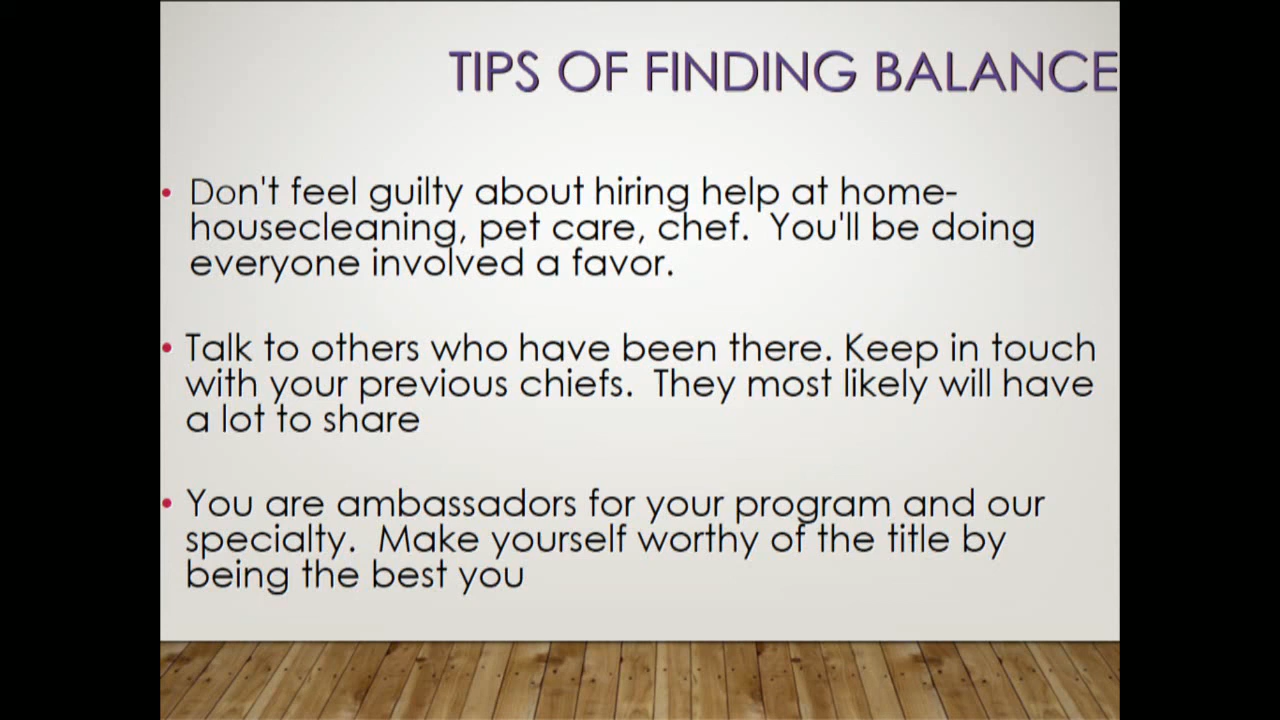 TIPS OF FINDING BALANCE
• Don't feel guilty about hiring help at home-
housecleaning, pet care, chef.  You'll be doing
everyone involved a favor.
• Talk to others who have been there. Keep in touch
with your previous chiefs.  They most likely will have
a lot to share
• You are ambassadors for your program and our
specialty.  Make yourself worthy of the title by
being the best you